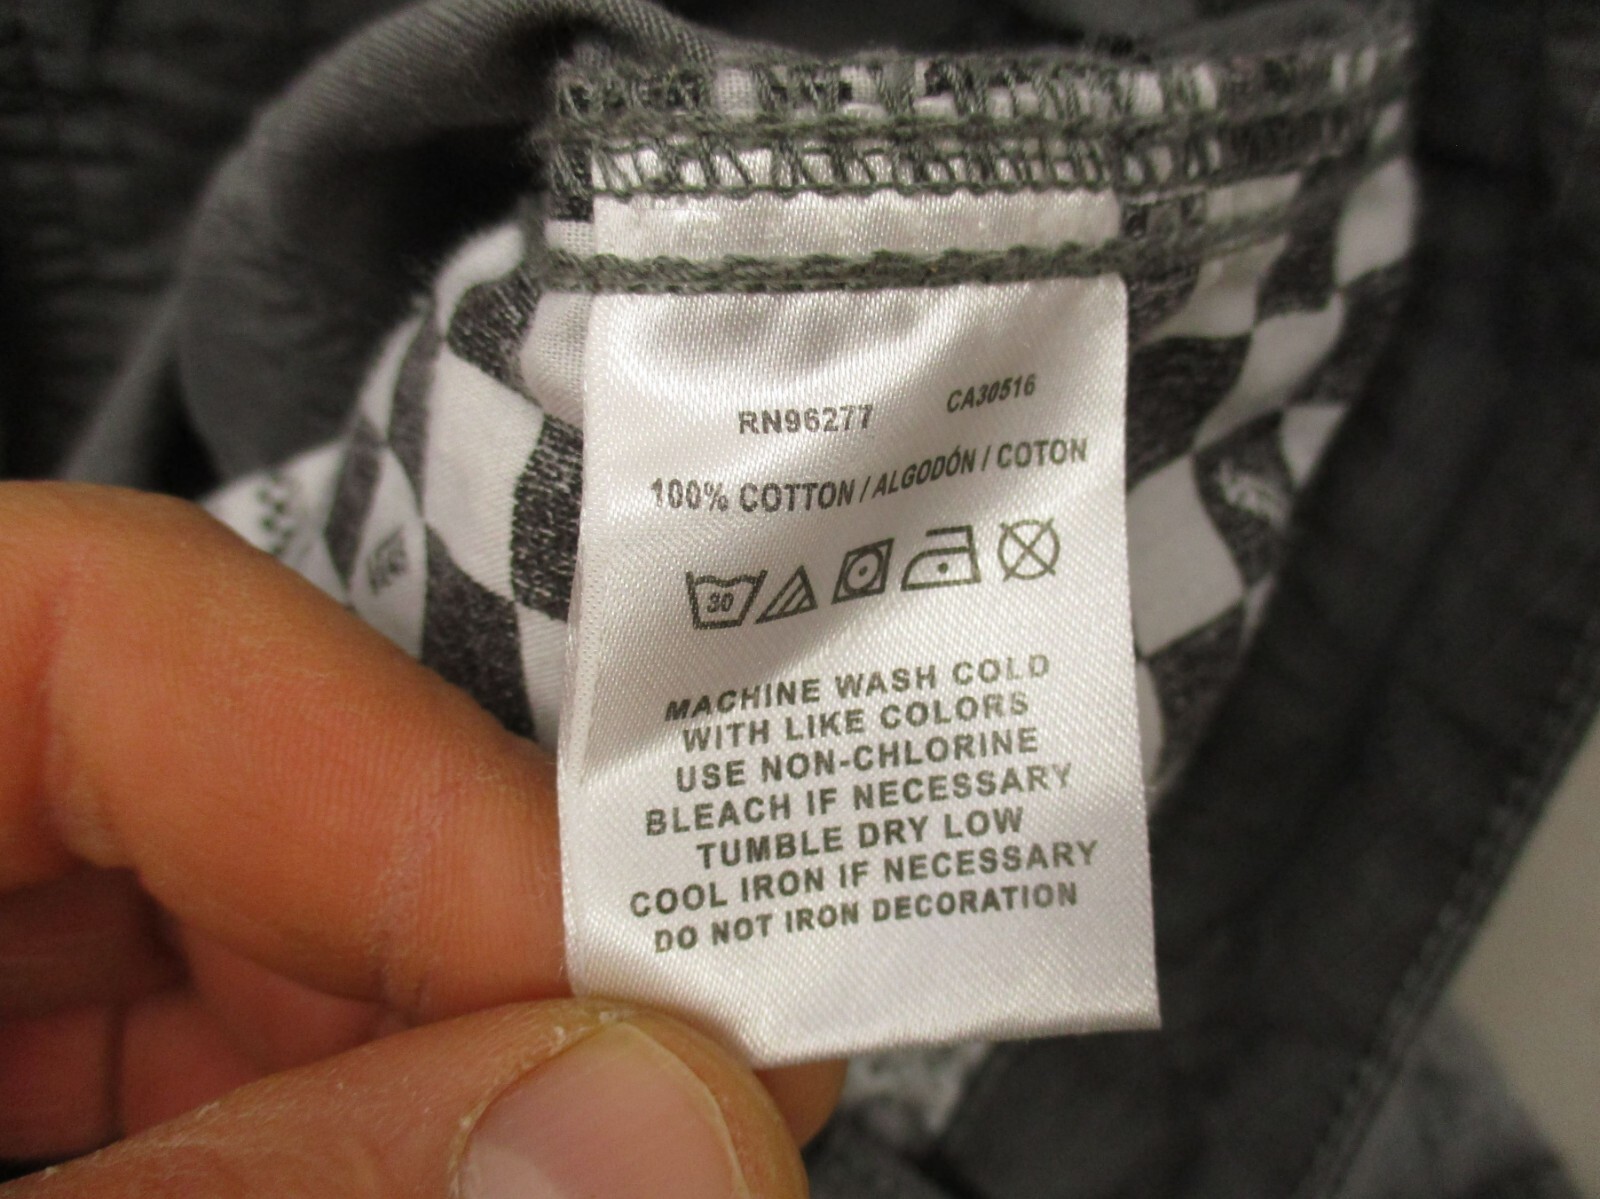 RN96277 CA30516
100% COTTON / ALGODÓN / COTON
30
MACHINE WASH COLD
WITH LIKE COLORS
USE NON-CHLORINE
BLEACH IF NECESSARY
TUMBLE DRY LOW
COOL IRON IF NECESSARY
DO NOT IRON DECORATION